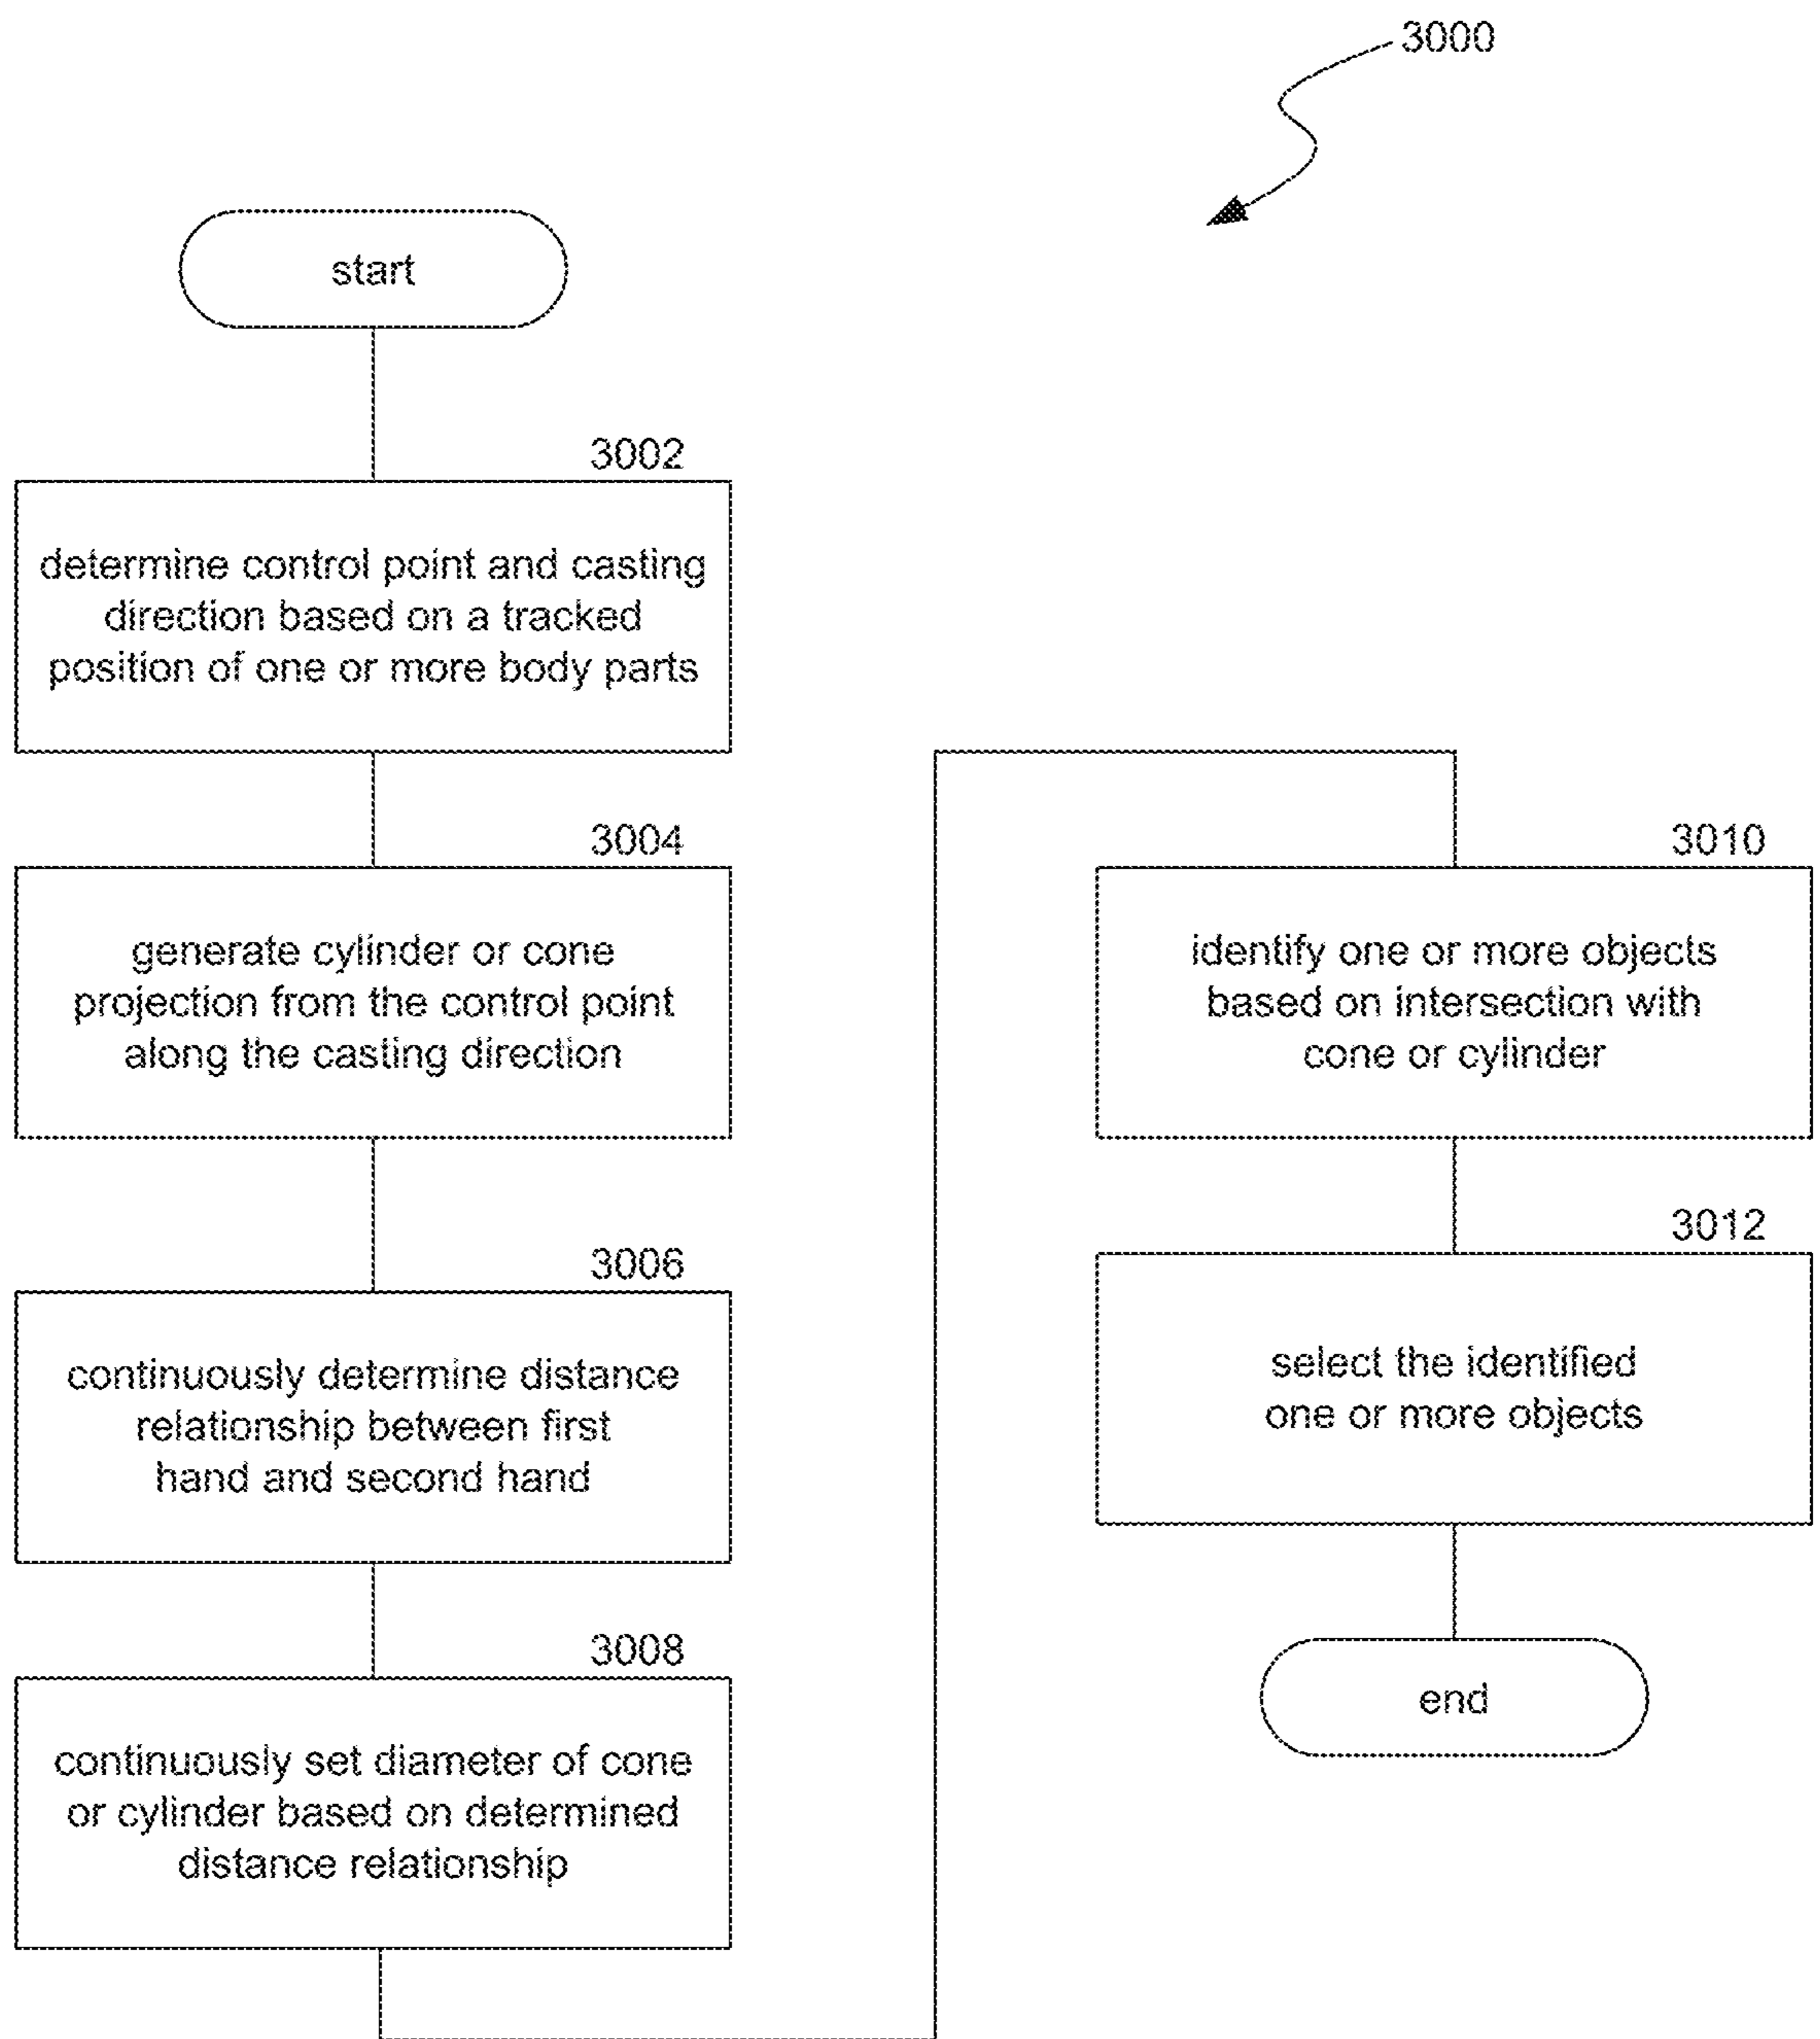 3000
start
3002
determine control point and casting
direction based on a tracked
position of one or more body parts
3004
generate cylinder or cone
projection from the control point
along the casting direction
3006
continuously determine distance
relationship between first
hand and second hand
3008
continuously set diameter of cone
or cylinder based on determined
distance relationship
3010
identify one or more objects
based on intersection with
cone or cylinder
3012
select the identified
one or more objects
end